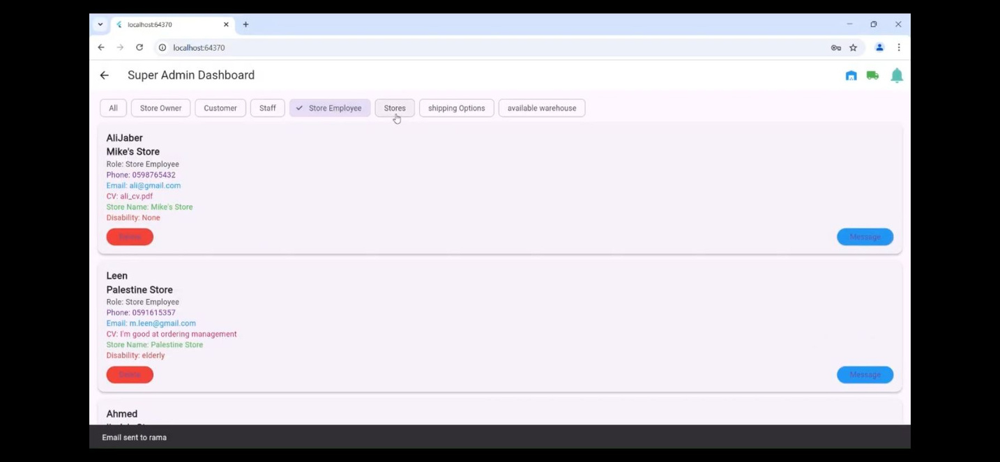 localhost:64370
localhost:64370
Super Admin Dashboard
All Store Owner Customer Staff Store Employee Stores shipping Options available warehouse
AliJaber
Mike's Store
Role: Store Employee
Phone: 0598765432
Email: ali@gmail.com
CV: ali_cv.pdf
Store Name: Mike's Store
Disability: None
Delete Message
Leen
Palestine Store
Role: Store Employee
Phone: 0591615357
Email: m.leen@gmail.com
CV: I'm good at ordering management
Store Name: Palestine Store
Disability: elderly
Delete Message
Ahmed
Email sent to rama